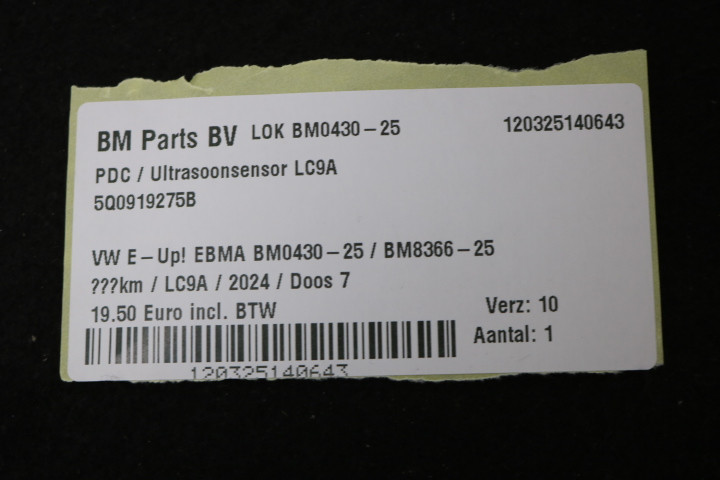 BM Parts BV LOK BM0430-25 120325140643
PDC / Ultrasoonsensor LC9A
5Q0919275B
VW E-Up! EBMA BM0430-25 / BM8366-25
???km / LC9A / 2024 / Doos 7
19.50 Euro incl. BTW Verz: 10
Aantal: 1
120325140643